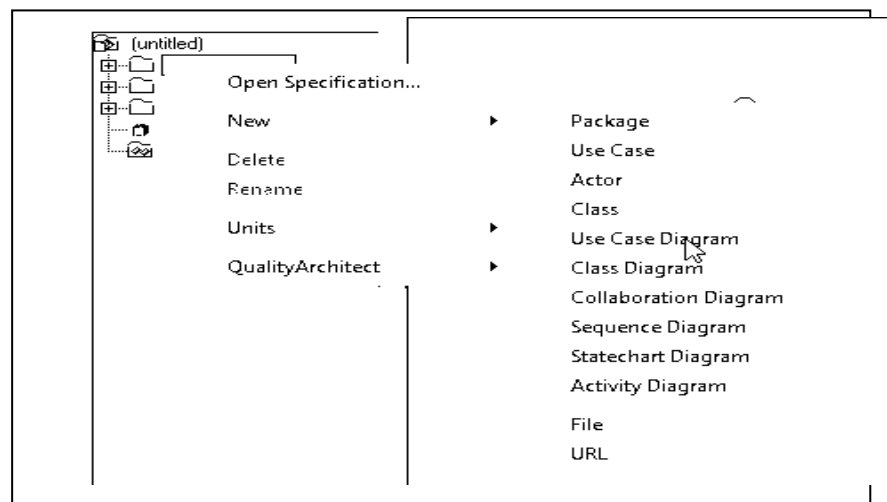 (untitled)
Open Specification...
New
Delete
Rename
Units
QualityArchitect
Package
Use Case
Actor
Class
Use Case Diagram
Class Diagram
Collaboration Diagram
Sequence Diagram
Statechart Diagram
Activity Diagram
File
URL